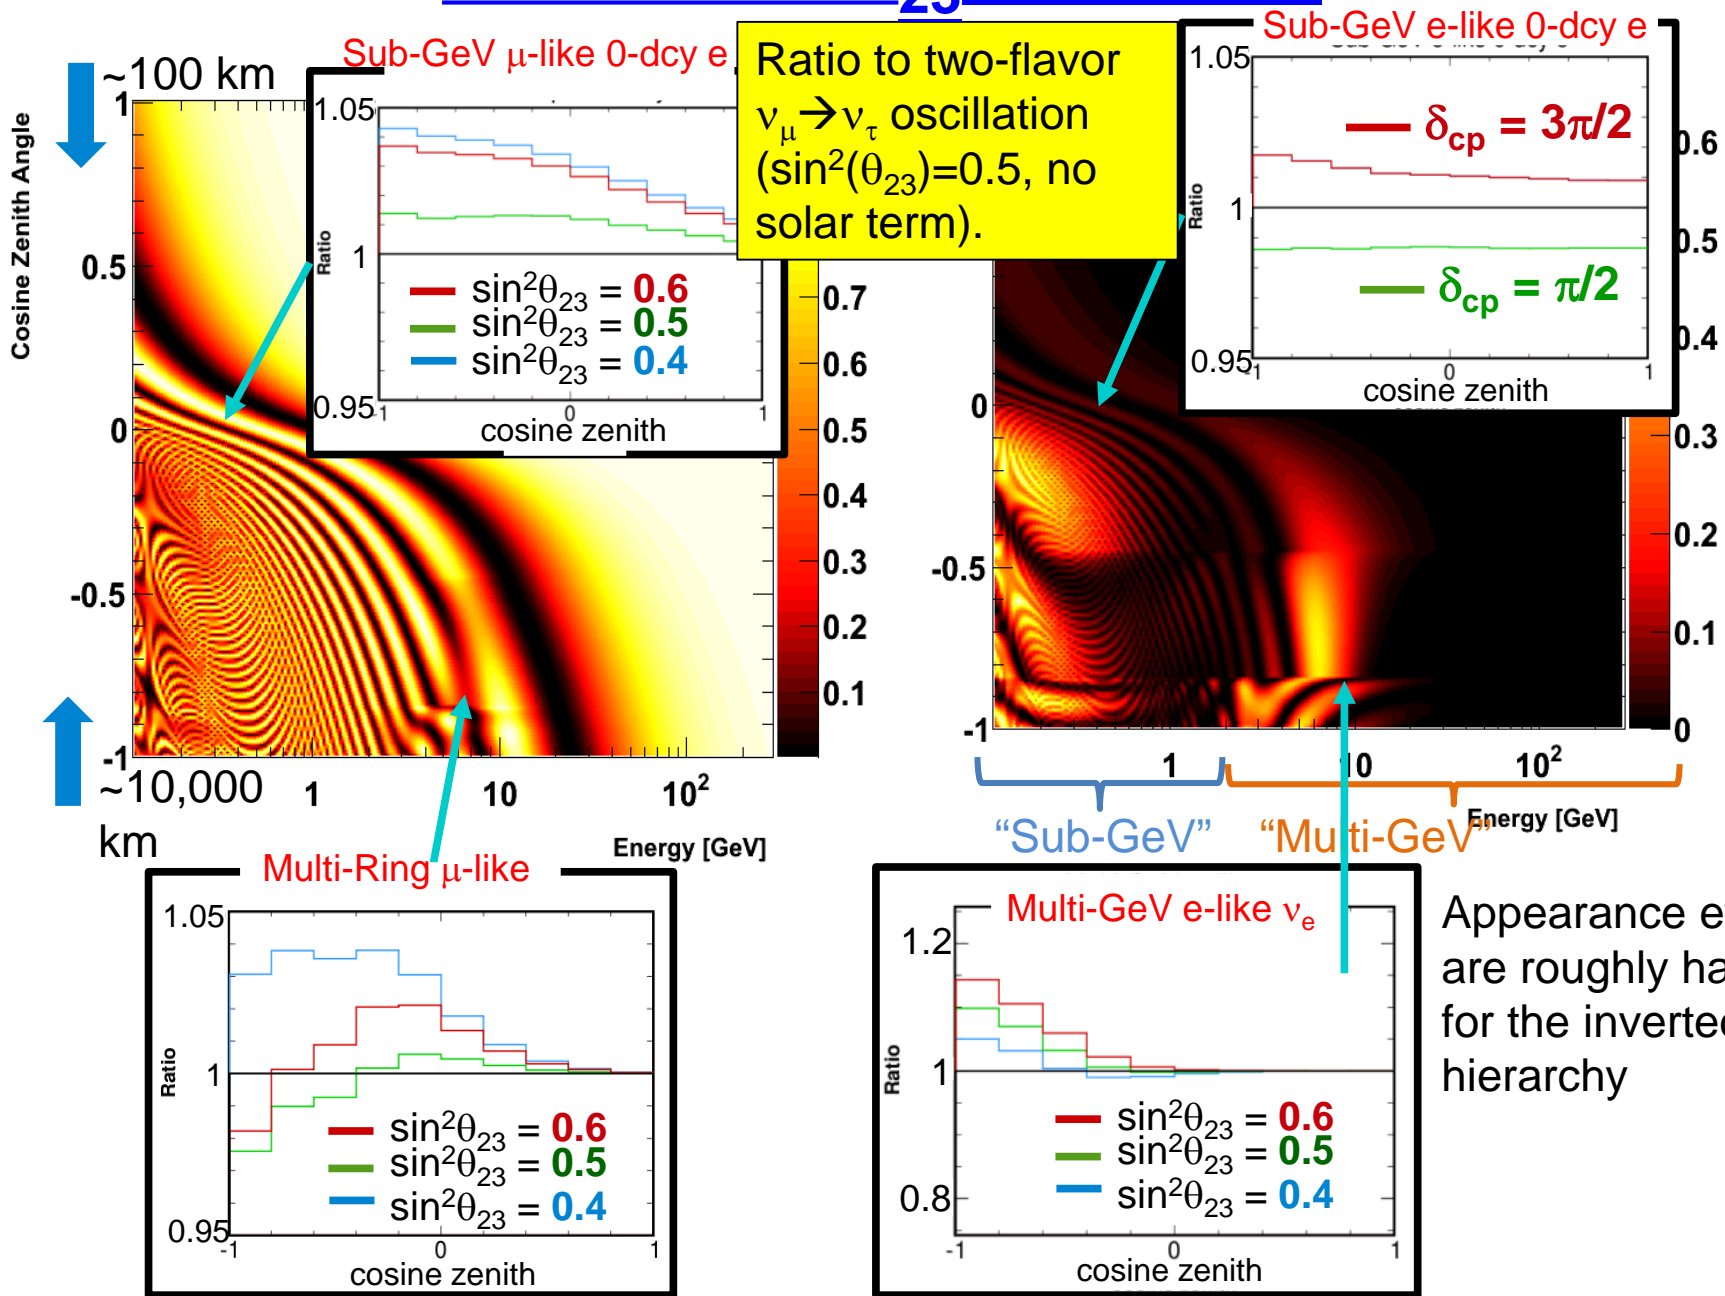 23
Sub-GeV μ-like 0-dcy e
Sub-GeV e-like 0-dcy e
Ratio to two-flavor
νμ→ντ oscillation
(sin²(θ23)=0.5, no
solar term).
~100 km
Cosine Zenith Angle
1
0.5
0
-0.5
-1
~10,000
km
1
10
10²
Energy [GeV]
0.7
0.6
0.5
0.4
0.3
0.2
0.1
1.05
Ratio
1
0.95
sin²θ23 = 0.6
sin²θ23 = 0.5
sin²θ23 = 0.4
-1
0
1
cosine zenith
1.05
δcp = 3π/2
Ratio
1
δcp = π/2
0.95
-1
0
1
cosine zenith
0.6
0.5
0.4
0.3
0.2
0.1
0
0
-0.5
-1
1
10
10²
Energy [GeV]
“Sub-GeV”
“Multi-GeV”
Multi-Ring μ-like
1.05
Ratio
1
sin²θ23 = 0.6
sin²θ23 = 0.5
sin²θ23 = 0.4
0.95
-1
0
1
cosine zenith
Multi-GeV e-like νe
1.2
Ratio
1
sin²θ23 = 0.6
sin²θ23 = 0.5
sin²θ23 = 0.4
0.8
-1
0
1
cosine zenith
Appearance
are roughly
for the
hierarchy